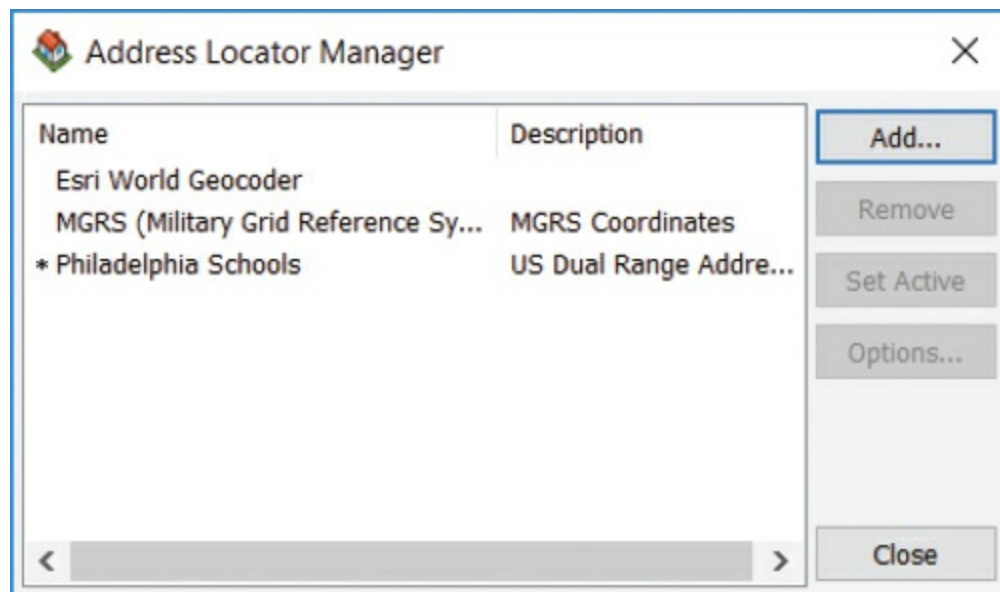 Address Locator Manager
Name Description
Esri World Geocoder
MGRS (Military Grid Reference Sy... MGRS Coordinates
* Philadelphia Schools US Dual Range Addre...
Add...
Remove
Set Active
Options...
Close